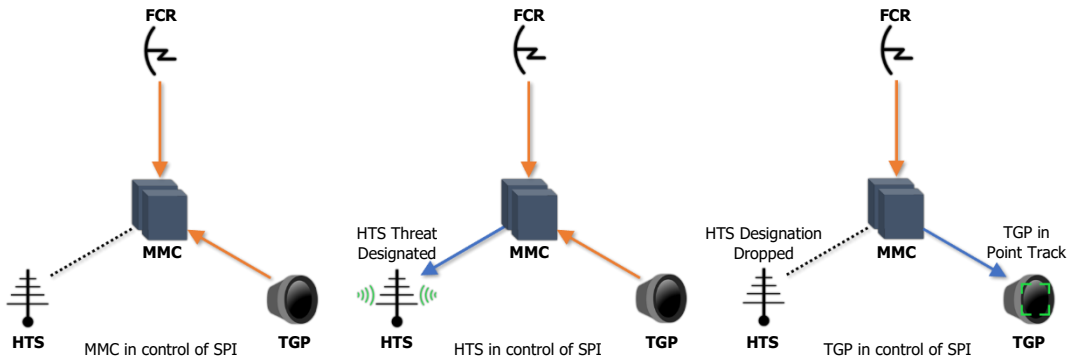 FCR
MMC
HTS
TGP
MMC in control of SPI
FCR
HTS Threat
Designated
MMC
HTS
TGP
HTS in control of SPI
FCR
HTS Designation
Dropped
MMC
TGP in
Point Track
HTS
TGP
TGP in control of SPI